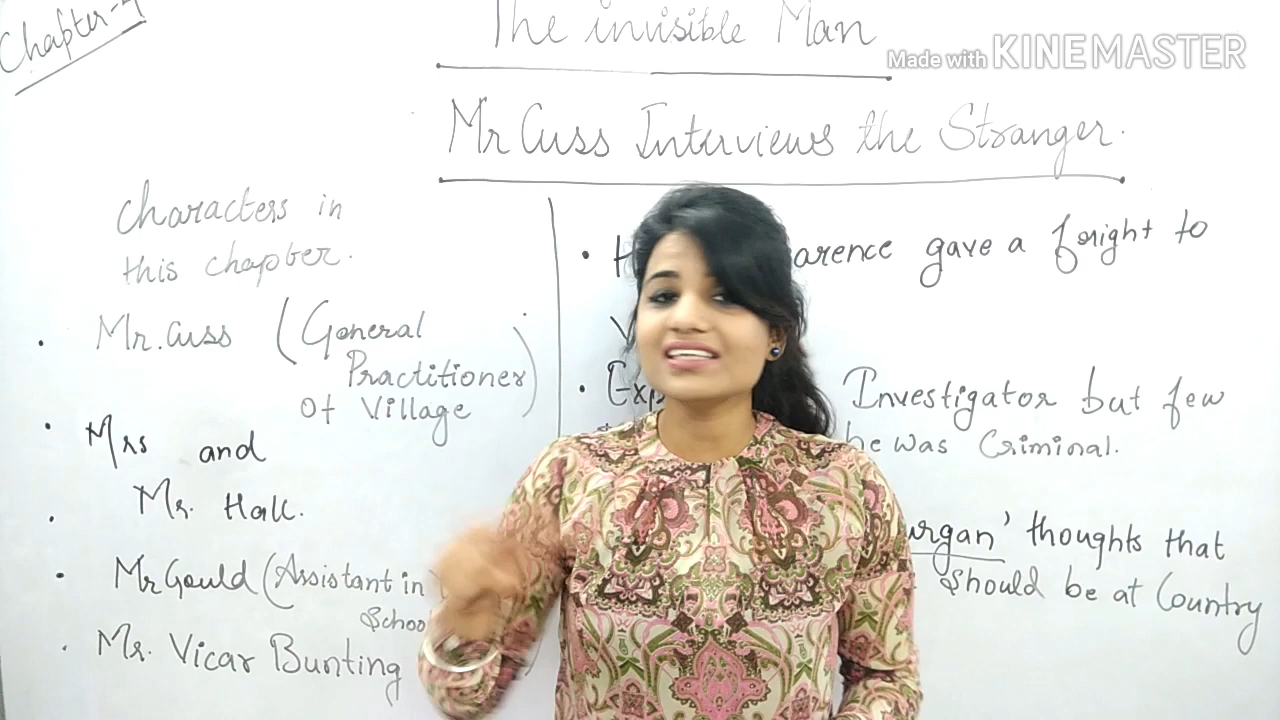 Chapter-4
The invisible Man
Made with KINEMASTER
Mr Cuss Interviews the Stranger.
Characters in
this chapter.
• Mr. Cuss (General
Practitioner)
Of Village
• Mrs and
• Mr. Hall.
• Mr Gould (Assistant in
Schoo
• Mr. Vicar Bunting
• H arence gave a fright to
V
• Exp Investigator but few
he was Criminal.
urgan' thoughts that
should be at Country